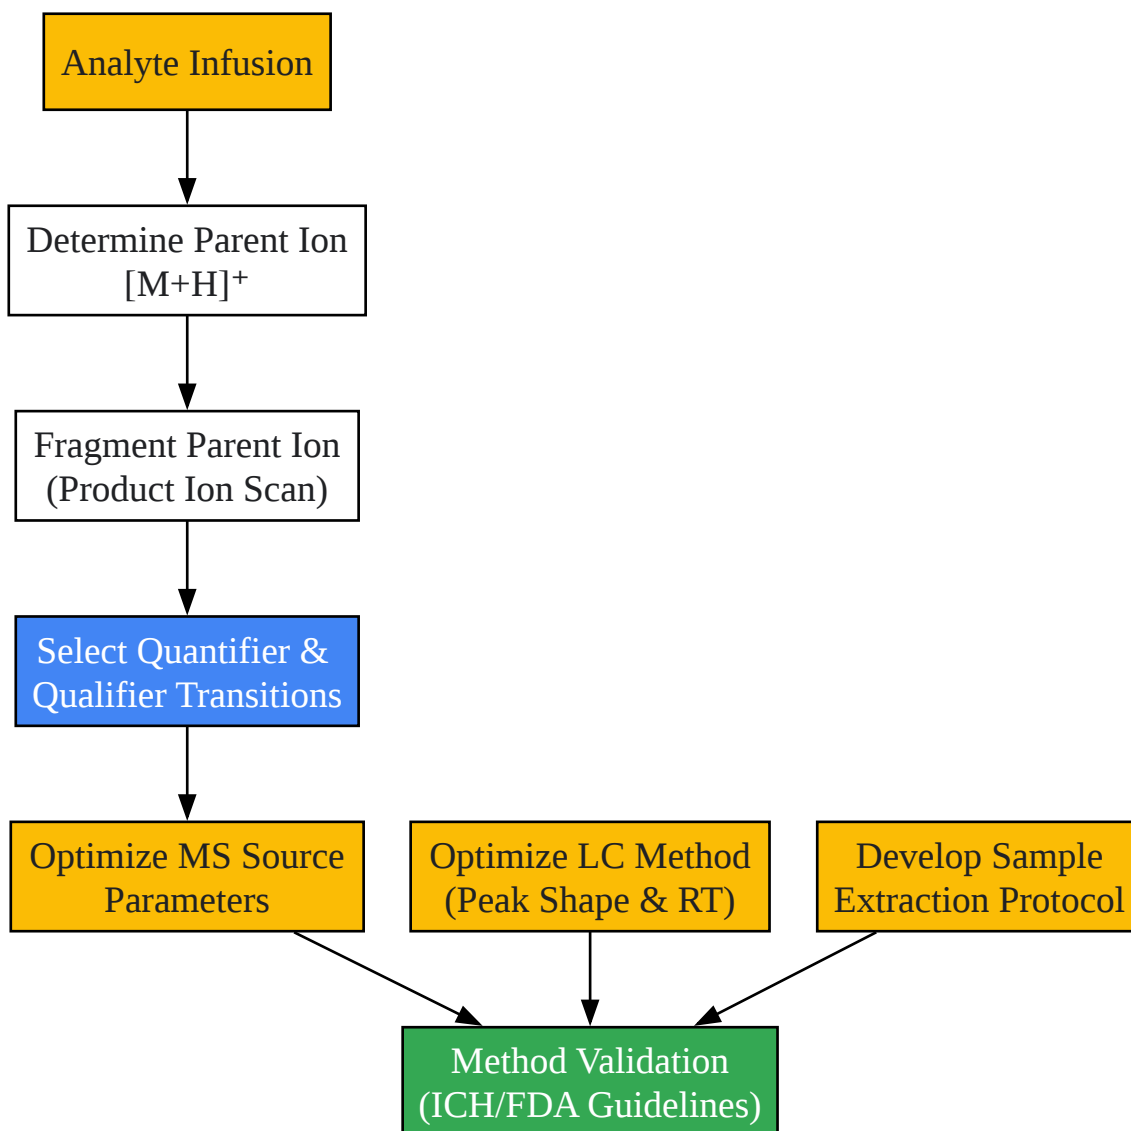 Analyte Infusion
Determine Parent Ion
[M+H]⁺
Fragment Parent Ion
(Product Ion Scan)
Select Quantifier &
Qualifier Transitions
Optimize MS Source
Parameters
Optimize LC Method
(Peak Shape & RT)
Develop Sample
Extraction Protocol
Method Validation
(ICH/FDA Guidelines)